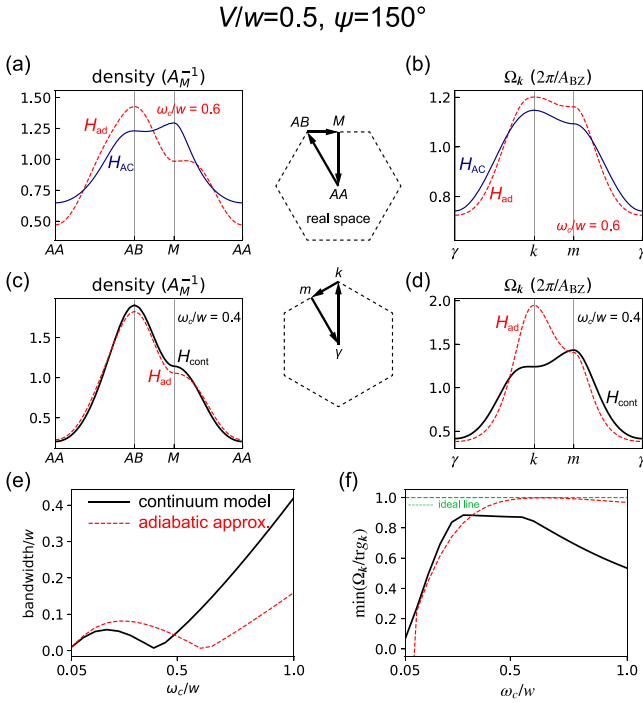 V/w=0.5, ψ=150°
(a)
density (A_M^{-1})
ω_c/w = 0.6
H_ad
H_AC
1.50
1.25
1.00
0.75
0.50
AA AB M AA
AB M
AA
real space
(b)
Ω_k (2π/A_BZ)
1.2
1.0
0.8
H_AC
H_ad
ω_c/w = 0.6
γ k m γ
(c)
density (A_M^{-1})
ω_c/w = 0.4
H_cont
H_ad
1.5
1.0
0.5
AA AB M AA
k
m
γ
(d)
Ω_k (2π/A_BZ)
ω_c/w = 0.4
H_ad
H_cont
2.0
1.5
1.0
0.5
γ k m γ
(e)
continuum model
adiabatic approx.
bandwidth/w
0.4
0.3
0.2
0.1
0.0
0.05 0.5 1.0
ω_c/w
(f)
ideal line
min(Ω_k/trg_k)
1.0
0.8
0.6
0.4
0.2
0.0
0.05 0.5 1.0
ω_c/w